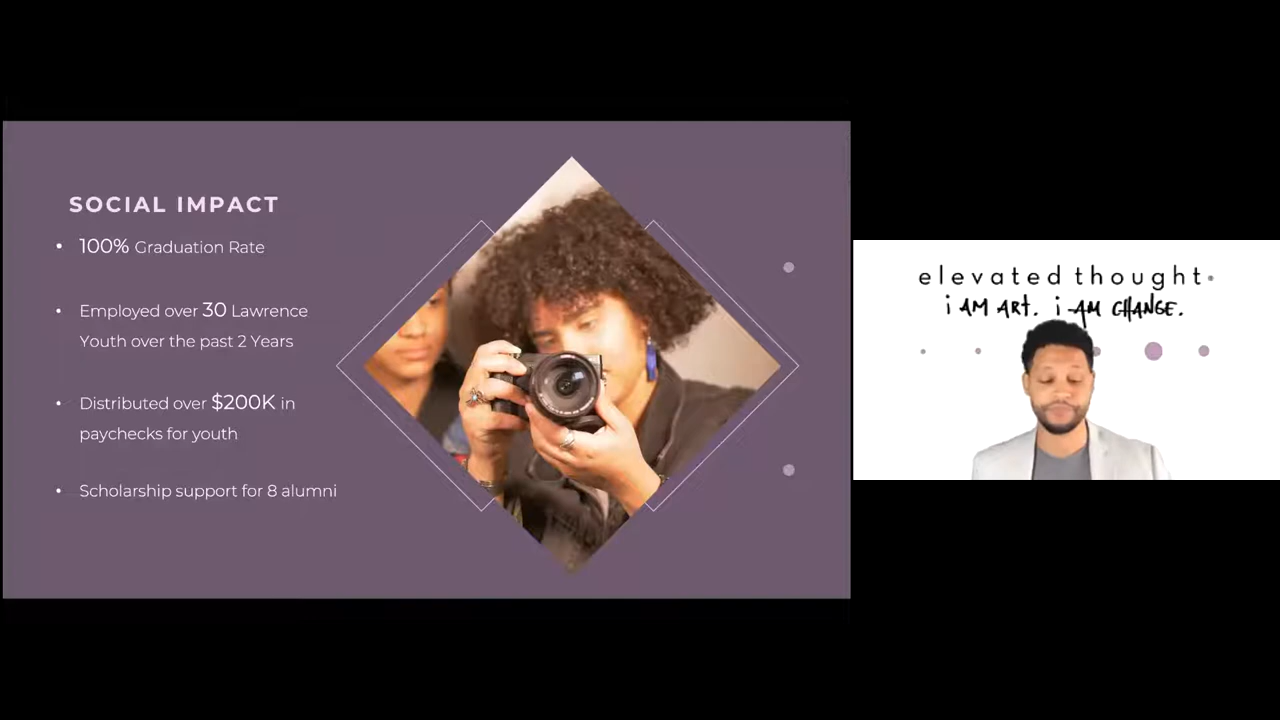 SOCIAL IMPACT
• 100% Graduation Rate
• Employed over 30 Lawrence
Youth over the past 2 Years
• Distributed over $200K in
paychecks for youth
• Scholarship support for 8 alumni
elevated thought
i AM ART. i AM CHANGE.